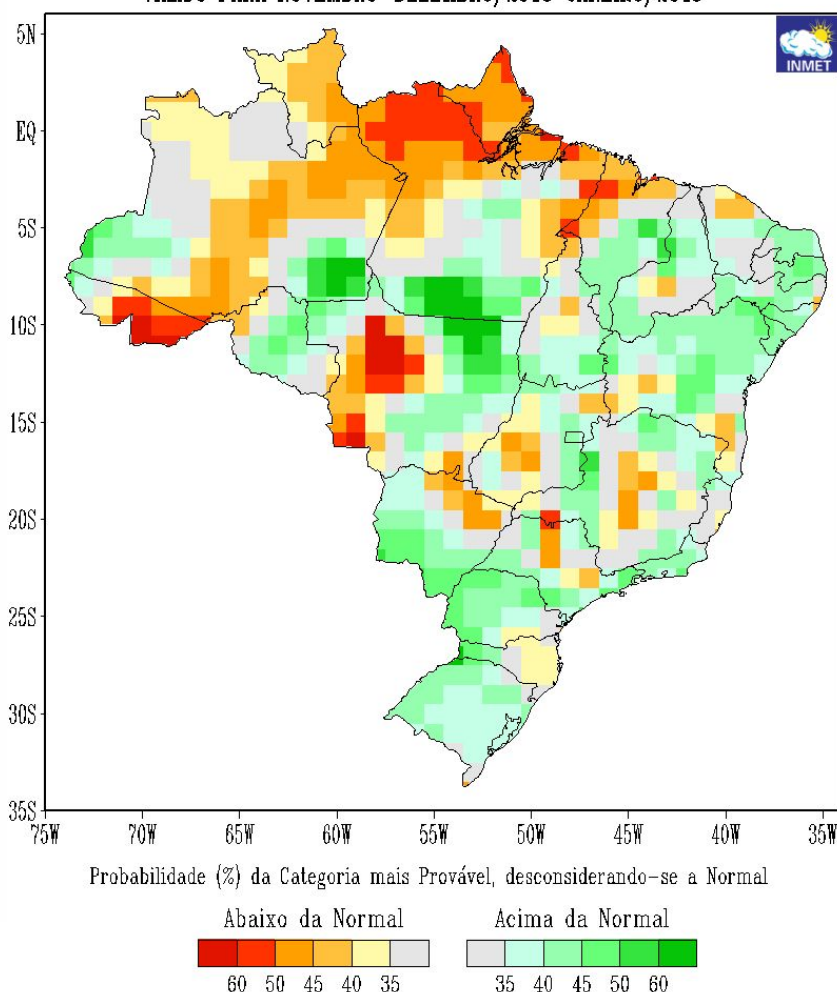 PARA NOVEMBRO
INMET
5N
EQ
5S
10S
15S
20S
25S
30S
35S
75W 70W 65W 60W 55W 50W 45W 40W 35W
Probabilidade (%) da Categoria mais Provável, desconsiderando-se a Normal
Abaixo da Normal Acima da Normal
60 50 45 40 35 35 40 45 50 60